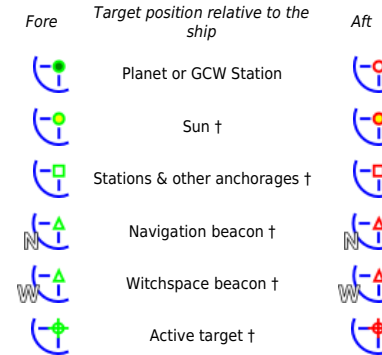 Fore Target position relative to the Aft
ship
Planet or GCW Station
Sun †
Stations & other anchorages †
Navigation beacon †
N N
Witchspace beacon †
W W
Active target †